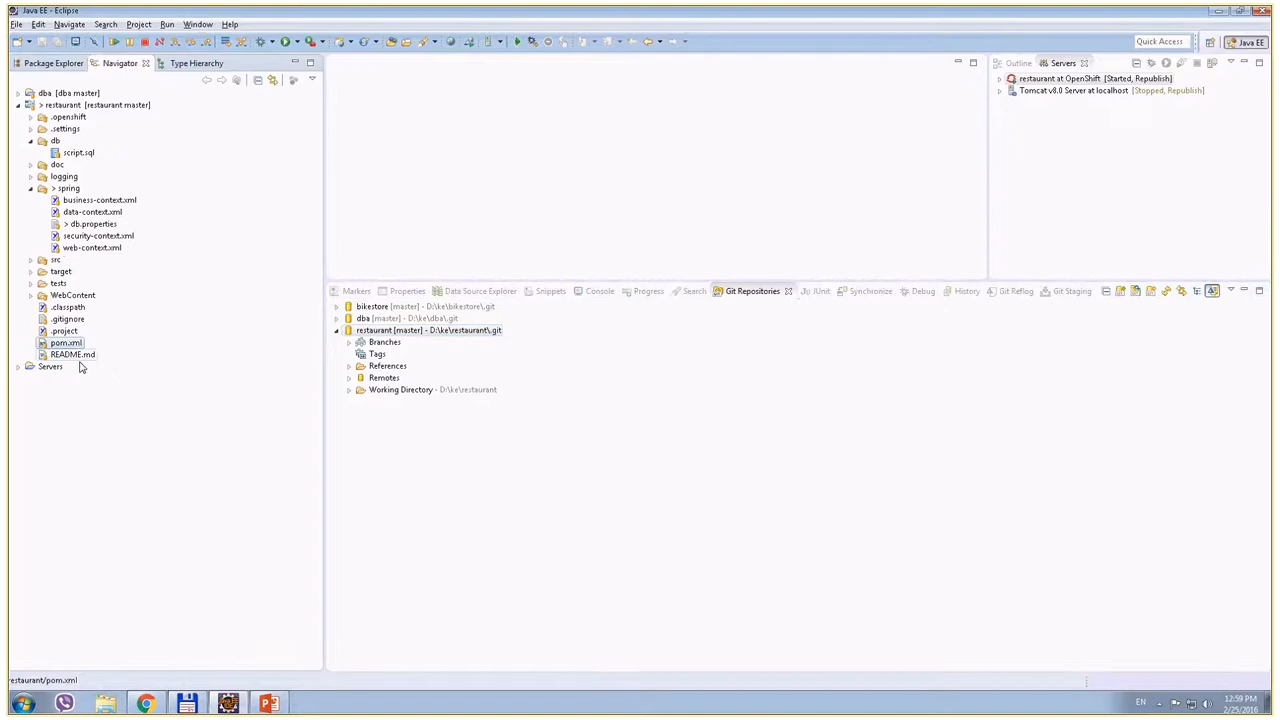 Java EE - Eclipse
File Edit Navigate Search Project Run Window Help
Quick Access
Java EE
Package Explorer Navigator Type Hierarchy
dba [dba master]
> restaurant [restaurant master]
.openshift
.settings
db
script.sql
doc
logging
> spring
business-context.xml
data-context.xml
> db.properties
security-context.xml
web-context.xml
src
target
tests
WebContent
.classpath
.gitignore
.project
pom.xml
README.md
Servers
Outline Servers
restaurant at OpenShift [Started, Republish]
Tomcat v8.0 Server at localhost [Stopped, Republish]
Markers Properties Data Source Explorer Snippets Console Progress Search Git Repositories JUnit Synchronize Debug History Git Reflog Git Staging
bikestore [master] - D:\ke\bikestore\.git
dba [master] - D:\ke\dba\.git
restaurant [master] - D:\ke\restaurant\.git
Branches
Tags
References
Remotes
Working Directory - D:\ke\restaurant
restaurant/pom.xml
EN
12:59 PM
2/25/2016